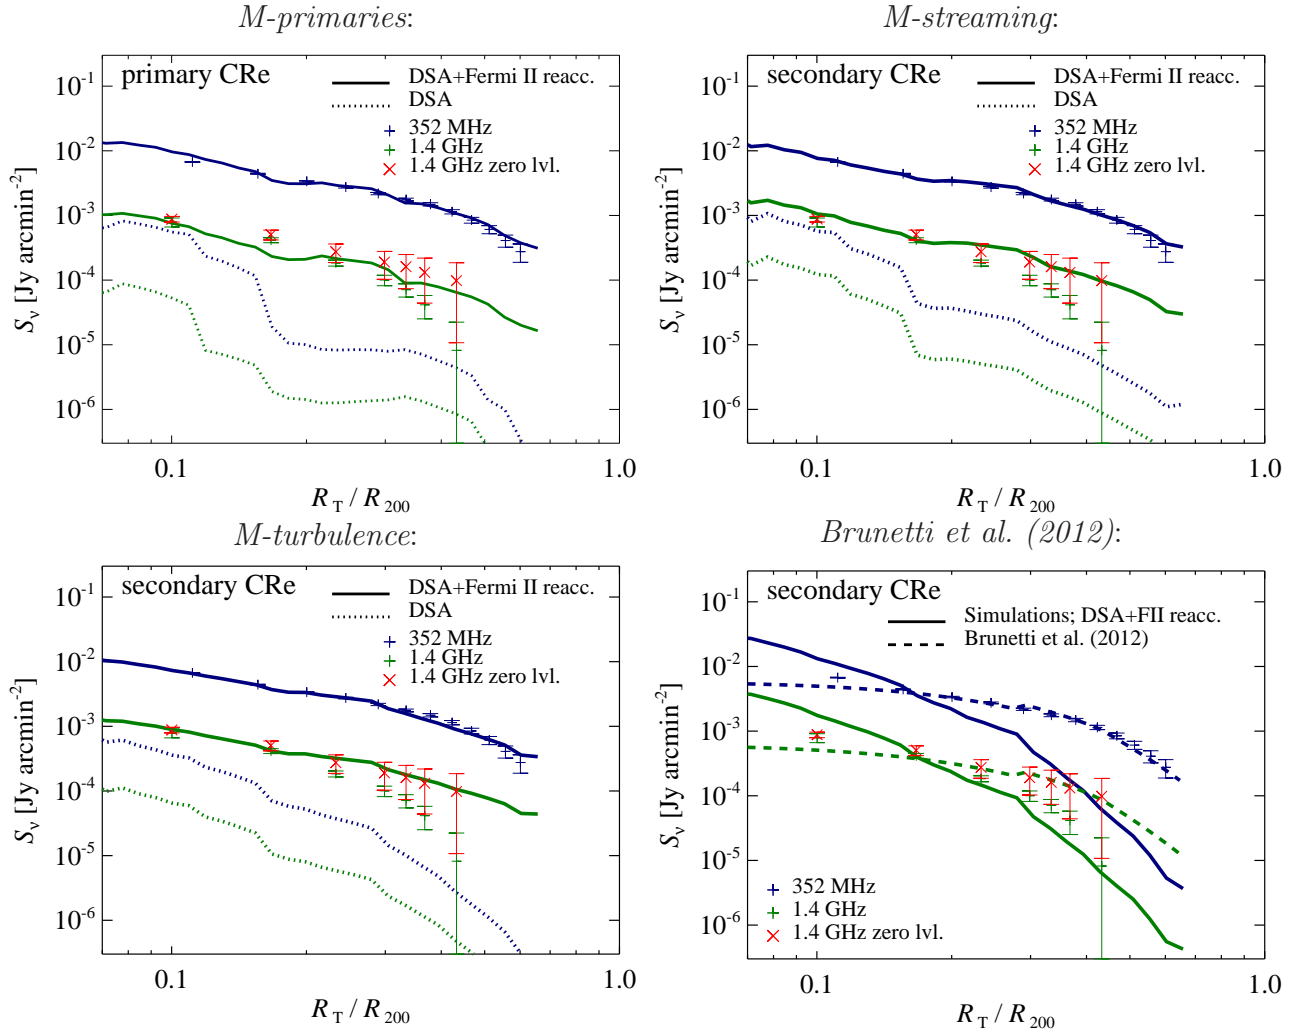 M-primaries:
primary CRe
DSA+Fermi II reacc.
DSA
352 MHz
1.4 GHz
1.4 GHz zero lvl.
S_ν [Jy arcmin^-2]
10^-1
10^-2
10^-3
10^-4
10^-5
10^-6
0.1
1.0
R_T / R_200
M-streaming:
secondary CRe
DSA+Fermi II reacc.
DSA
352 MHz
1.4 GHz
1.4 GHz zero lvl.
S_ν [Jy arcmin^-2]
10^-1
10^-2
10^-3
10^-4
10^-5
10^-6
0.1
1.0
R_T / R_200
M-turbulence:
secondary CRe
DSA+Fermi II reacc.
DSA
352 MHz
1.4 GHz
1.4 GHz zero lvl.
S_ν [Jy arcmin^-2]
10^-1
10^-2
10^-3
10^-4
10^-5
10^-6
0.1
1.0
R_T / R_200
Brunetti et al. (2012):
secondary CRe
Simulations; DSA+FII reacc.
Brunetti et al. (2012)
352 MHz
1.4 GHz
1.4 GHz zero lvl.
S_ν [Jy arcmin^-2]
10^-1
10^-2
10^-3
10^-4
10^-5
10^-6
0.1
1.0
R_T / R_200